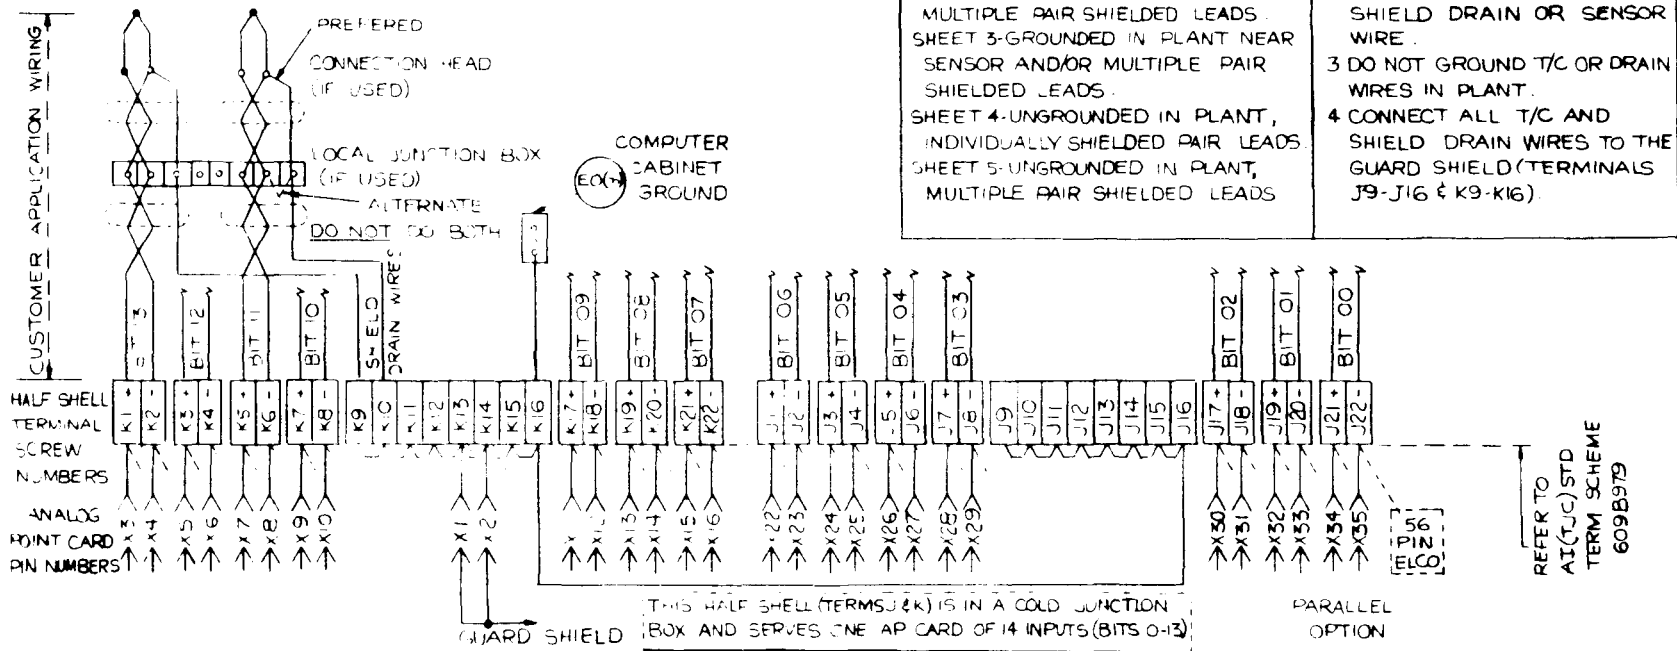 MULTIPLE PAIR SHIELDED LEADS.
SHEET 3-GROUNDED IN PLANT NEAR
SENSOR AND/OR MULTIPLE PAIR
SHIELDED LEADS.
SHEET 4-UNGROUNDED IN PLANT,
INDIVIDUALLY SHIELDED PAIR LEADS.
SHEET 5-UNGROUNDED IN PLANT,
MULTIPLE PAIR SHIELDED LEADS
SHIELD DRAIN OR SENSOR
WIRE.
3 DO NOT GROUND T/C OR DRAIN
WIRES IN PLANT.
4 CONNECT ALL T/C AND
SHIELD DRAIN WIRES TO THE
GUARD SHIELD (TERMINALS
J9-J16 & K9-K16).
CUSTOMER APPLICATION WIRING
PREFERED
CONNECTION HEAD
(IF USED)
LOCAL JUNCTION BOX
(IF USED)
ALTERNATE
DO NOT DO BOTH
COMPUTER
CABINET
GROUND
BIT 13
BIT 12
BIT 11
BIT 10
SHIELD
DRAIN WIRES
BIT 09
BIT 08
BIT 07
BIT 06
BIT 05
BIT 04
BIT 03
BIT 02
BIT 01
BIT 00
HALF SHELL
TERMINAL
SCREW
NUMBERS
K1 +
K2 -
K3 +
K4 -
K5 +
K6 -
K7 +
K8 -
K9
K10
K11
K12
K13
K14
K15
K16
K17 +
K18 -
K19 +
K20 -
K21 +
K22 -
J1 +
J2 -
J3 +
J4 -
J5 +
J6 -
J7 +
J8 -
J9
J10
J11
J12
J13
J14
J15
J16
J17 +
J18 -
J19 +
J20 -
J21 +
J22 -
ANALOG
POINT CARD
PIN NUMBERS
X3
X4
X5
X6
X7
X8
X9
X10
X1
X2
X13
X14
X15
X16
X22
X23
X24
X25
X26
X27
X28
X29
X30
X31
X32
X33
X34
X35
56
PIN
ELCO
REFER TO
AI(TJC) STD
TERM SCHEME
609B979
GUARD SHIELD
THIS HALF SHELL (TERMS J & K) IS IN A COLD JUNCTION
BOX AND SERVES ONE AP CARD OF 14 INPUTS (BITS 0-13)
PARALLEL
OPTION